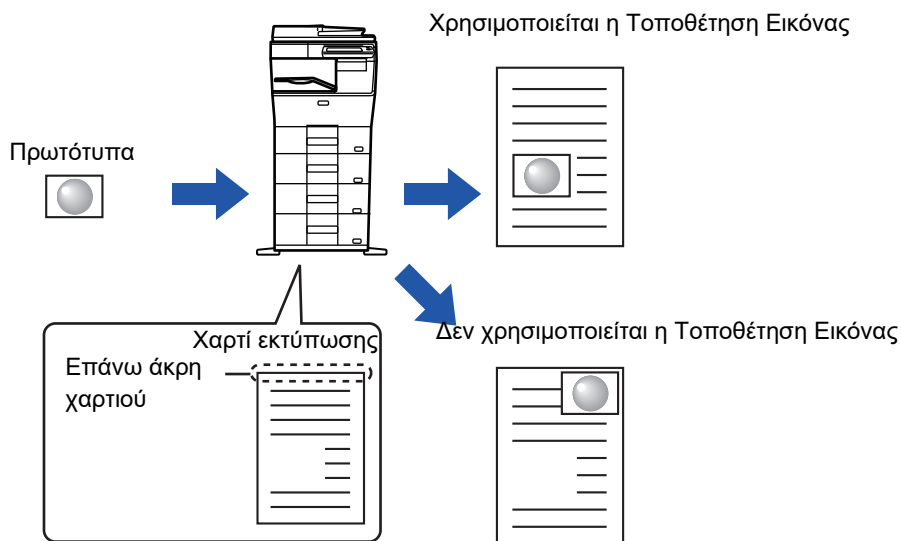 Χρησιμοποιείται η Τοποθέτηση Εικόνας
Πρωτότυπα
Χαρτί εκτύπωσης
Επάνω άκρη
χαρτιού
Δεν χρησιμοποιείται η Τοποθέτηση Εικόνας